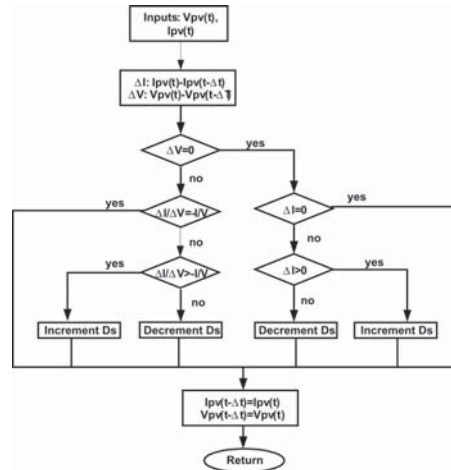 Inputs: Vpv(t),
Ipv(t)
ΔI: Ipv(t)-Ipv(t-Δt)
ΔV: Vpv(t)-Vpv(t-ΔT)
ΔV=0
yes
no
yes
ΔI/ΔV=-I/V
ΔI=0
yes
no
no
yes
ΔI/ΔV>-I/V
ΔI>0
yes
no
no
Increment Ds
Decrement Ds
Decrement Ds
Increment Ds
Ipv(t-Δt)=Ipv(t)
Vpv(t-Δt)=Vpv(t)
Return